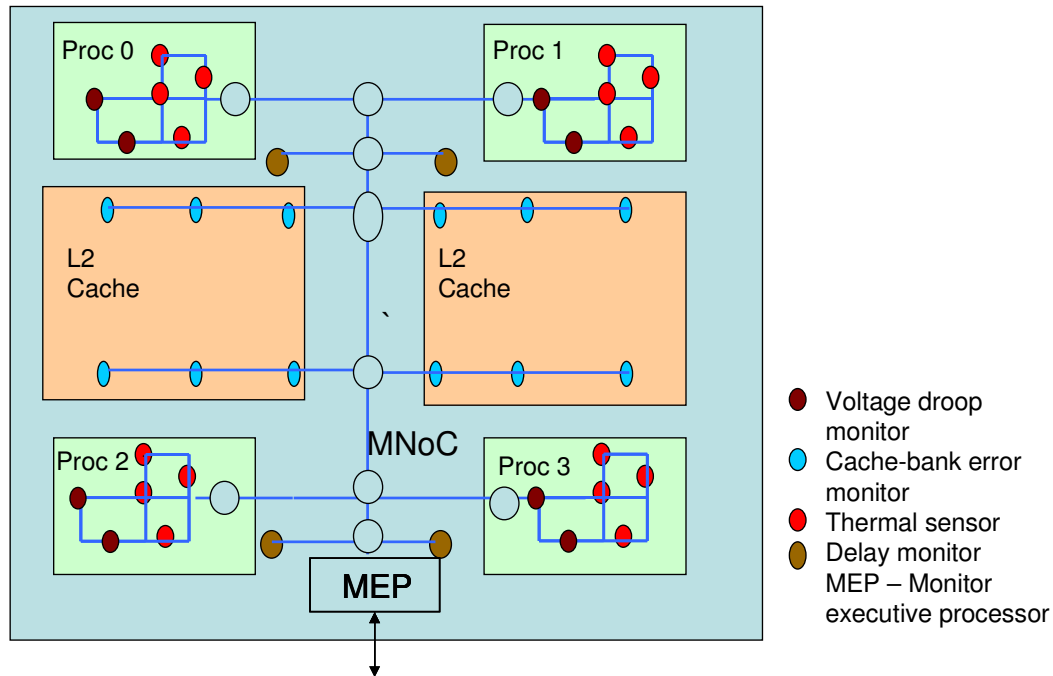 Proc 0
Proc 1
L2
Cache
L2
Cache
`
MNoC
Proc 2
Proc 3
MEP
Voltage droop
monitor
Cache-bank error
monitor
Thermal sensor
Delay monitor
MEP – Monitor
executive processor